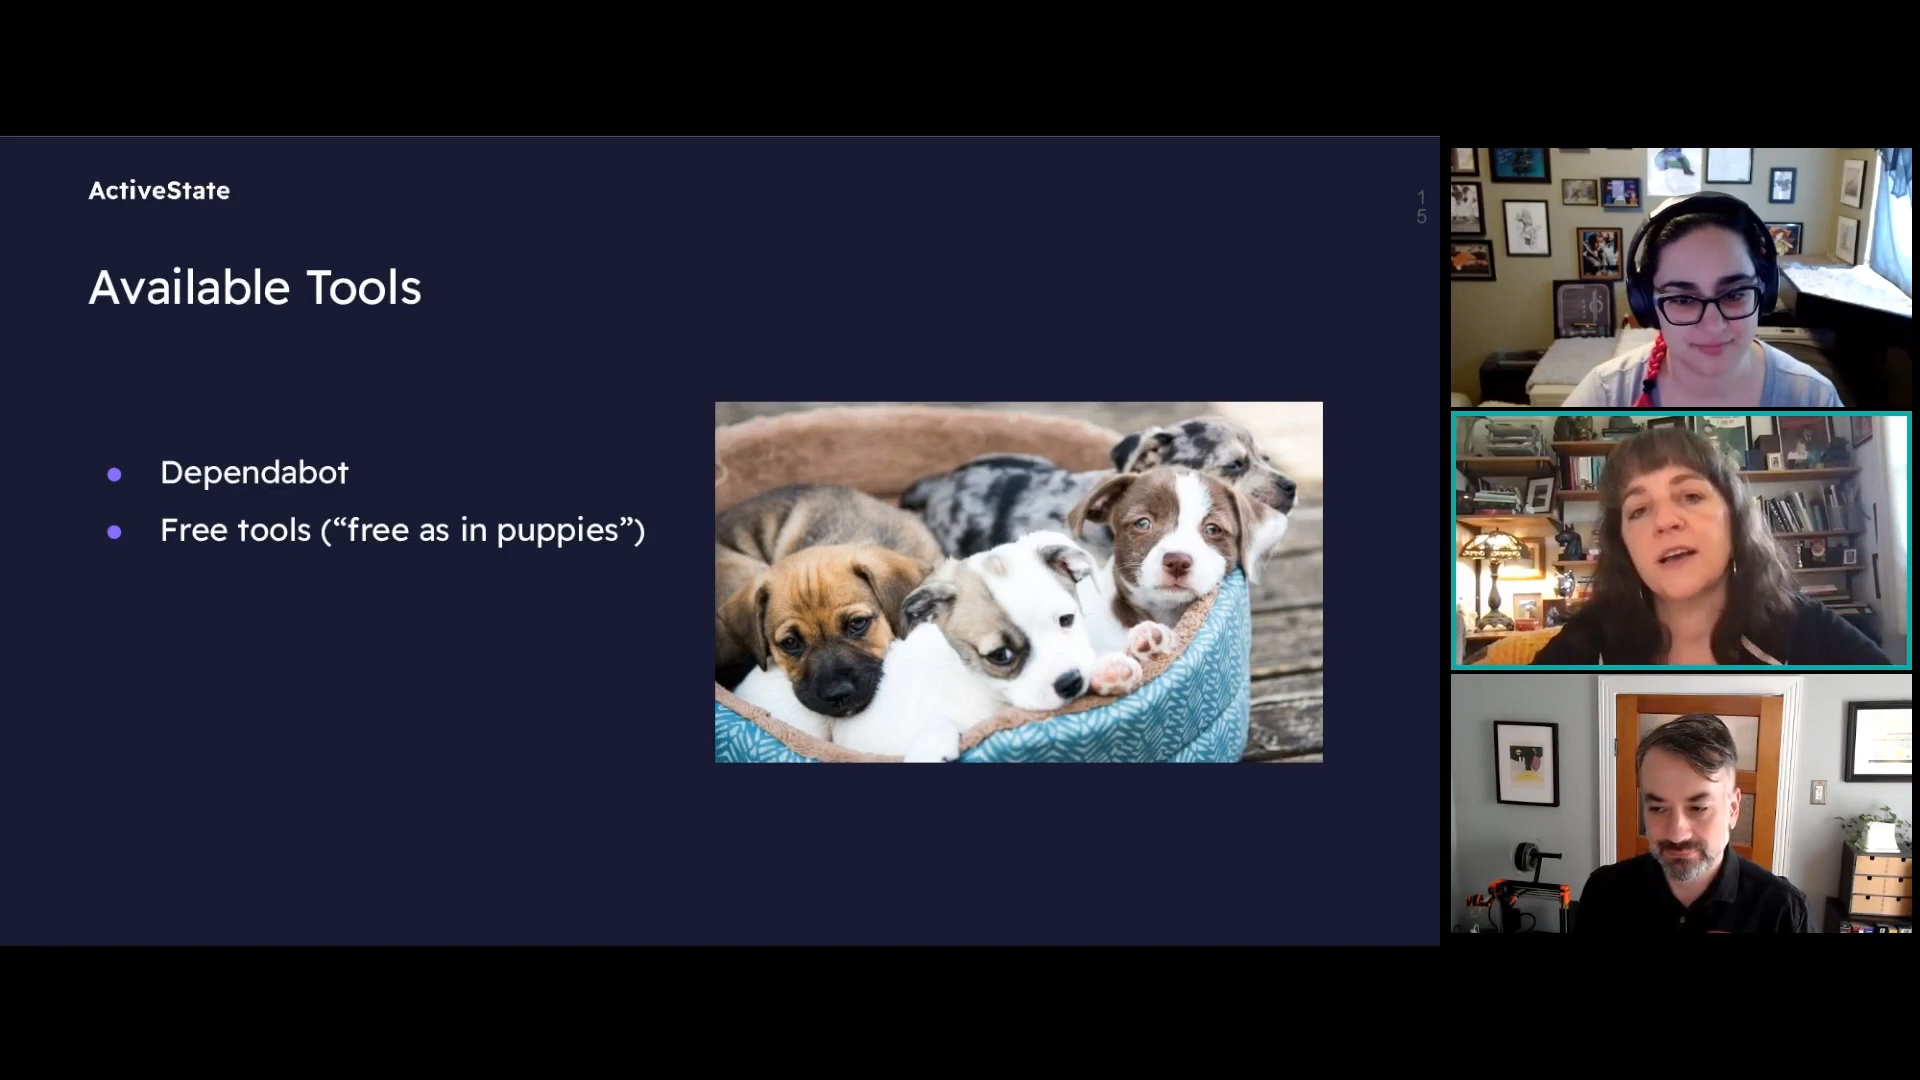 ActiveState
1
5
Available Tools
● Dependabot
● Free tools (“free as in puppies”)